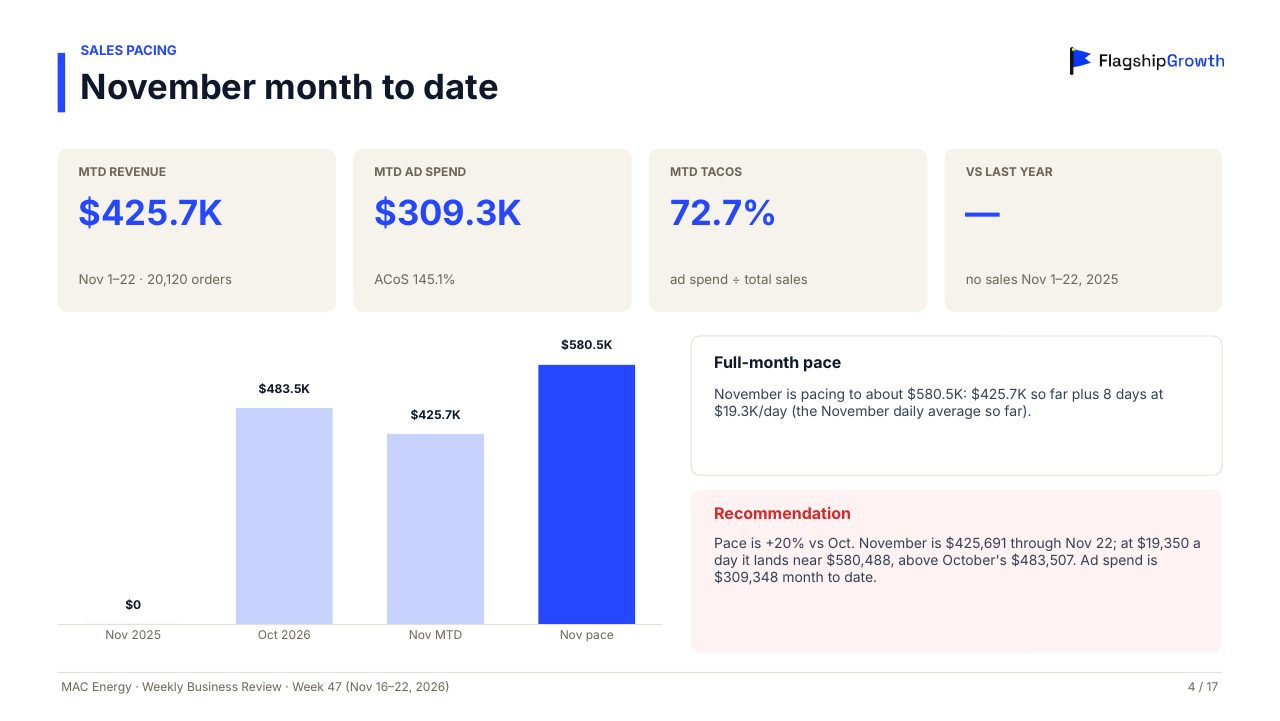 SALES PACING
November month to date
FlagshipGrowth
MTD REVENUE
$425.7K
Nov 1–22 · 20,120 orders
MTD AD SPEND
$309.3K
ACoS 145.1%
MTD TACOS
72.7%
ad spend ÷ total sales
VS LAST YEAR
—
no sales Nov 1–22, 2025
$0
$483.5K
$425.7K
$580.5K
Nov 2025
Oct 2026
Nov MTD
Nov pace
Full-month pace
November is pacing to about $580.5K: $425.7K so far plus 8 days at
$19.3K/day (the November daily average so far).
Recommendation
Pace is +20% vs Oct. November is $425,691 through Nov 22; at $19,350 a
day it lands near $580,488, above October's $483,507. Ad spend is
$309,348 month to date.
MAC Energy · Weekly Business Review · Week 47 (Nov 16–22, 2026)
4 / 17